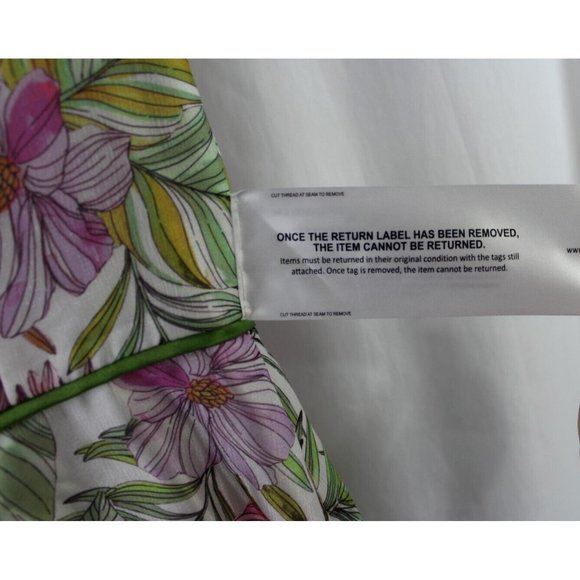 CUT THREAD AT SEAM TO REMOVE
ONCE THE RETURN LABEL HAS BEEN REMOVED,
THE ITEM CANNOT BE RETURNED.
Items must be returned in their original condition with the tags still
attached. Once tag is removed, the item cannot be returned.
www.
CUT THREAD AT SEAM TO REMOVE